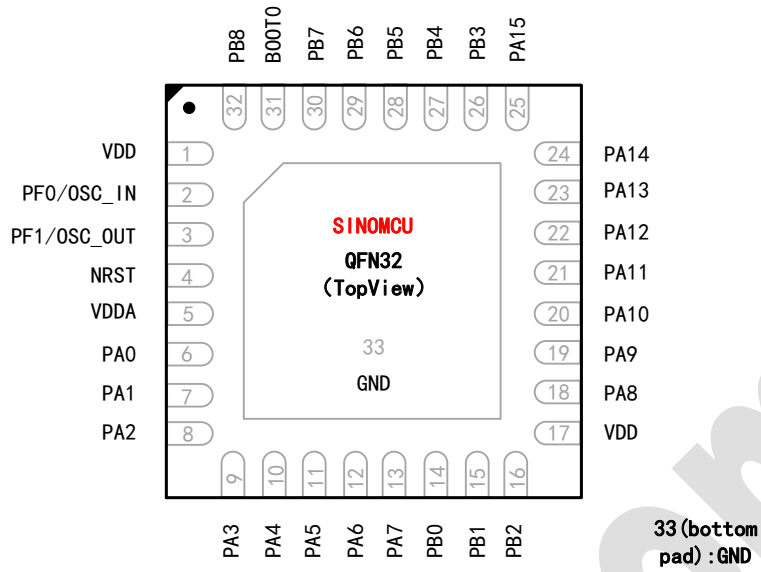 PB8
BOOT0
PB7
PB6
PB5
PB4
PB3
PA15
32
31
30
29
28
27
26
25
VDD 1
PF0/OSC_IN 2
PF1/OSC_OUT 3
NRST 4
VDDA 5
PA0 6
PA1 7
PA2 8
SINOMCU
QFN32
(TopView)
33
GND
24 PA14
23 PA13
22 PA12
21 PA11
20 PA10
19 PA9
18 PA8
17 VDD
9
10
11
12
13
14
15
16
PA3
PA4
PA5
PA6
PA7
PB0
PB1
PB2
33(bottom
pad):GND